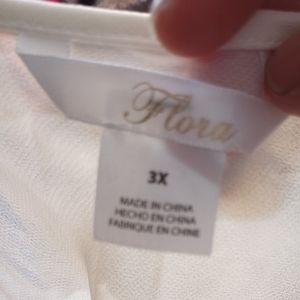 Flora
3X
MADE IN CHINA
HECHO EN CHINA
FABRIQUE EN CHINE